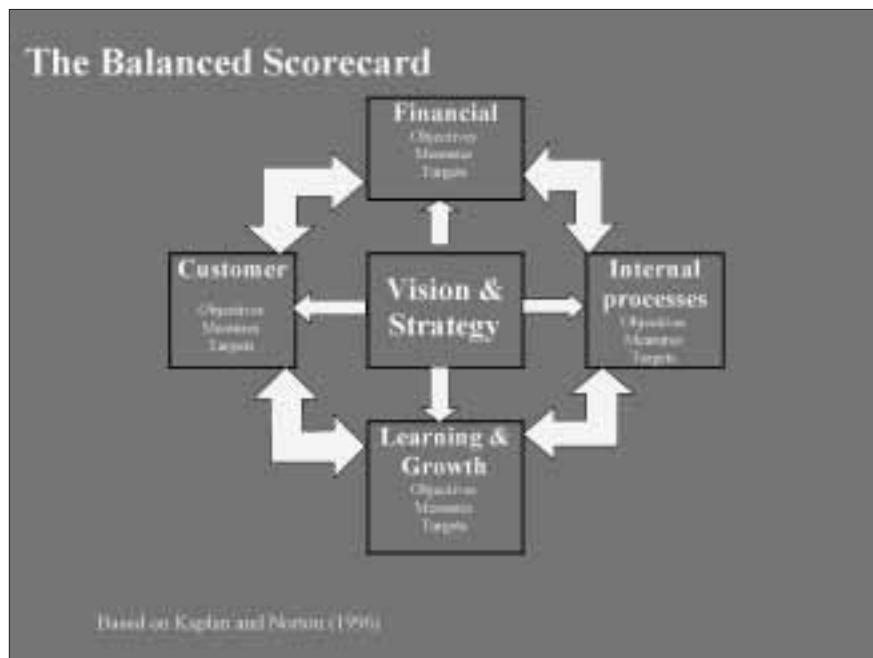 The Balanced Scorecard
Financial
Objectives
Measures
Targets
Customer
Objectives
Measures
Targets
Vision &
Strategy
Internal
processes
Objectives
Measures
Targets
Learning &
Growth
Objectives
Measures
Targets
Based on Kaplan and Norton (1996)